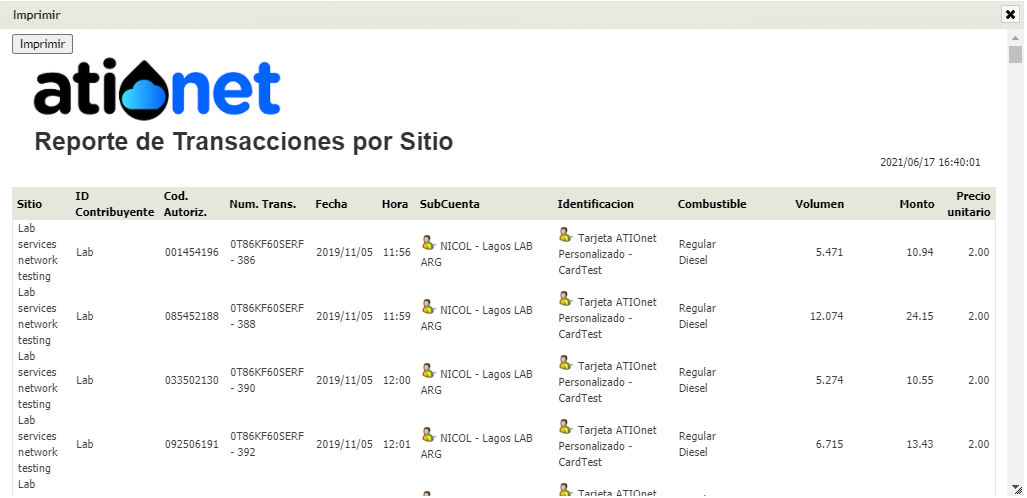 Imprimir
Imprimir
ationet
Reporte de Transacciones por Sitio
2021/06/17 16:40:01
Sitio ID Contribuyente Cod. Autoriz. Num. Trans. Fecha Hora SubCuenta Identificacion Combustible Volumen Monto Precio unitario
Lab services network testing Lab 001454196 0T86KF60SERF - 386 2019/11/05 11:56 NICOL - Lagos LAB ARG Tarjeta ATIOnet Personalizado - CardTest Regular Diesel 5.471 10.94 2.00
Lab services network testing Lab 085452188 0T86KF60SERF - 388 2019/11/05 11:59 NICOL - Lagos LAB ARG Tarjeta ATIOnet Personalizado - CardTest Regular Diesel 12.074 24.15 2.00
Lab services network testing Lab 033502130 0T86KF60SERF - 390 2019/11/05 12:00 NICOL - Lagos LAB ARG Tarjeta ATIOnet Personalizado - CardTest Regular Diesel 5.274 10.55 2.00
Lab services network testing Lab 092506191 0T86KF60SERF - 392 2019/11/05 12:01 NICOL - Lagos LAB ARG Tarjeta ATIOnet Personalizado - CardTest Regular Diesel 6.715 13.43 2.00
Lab